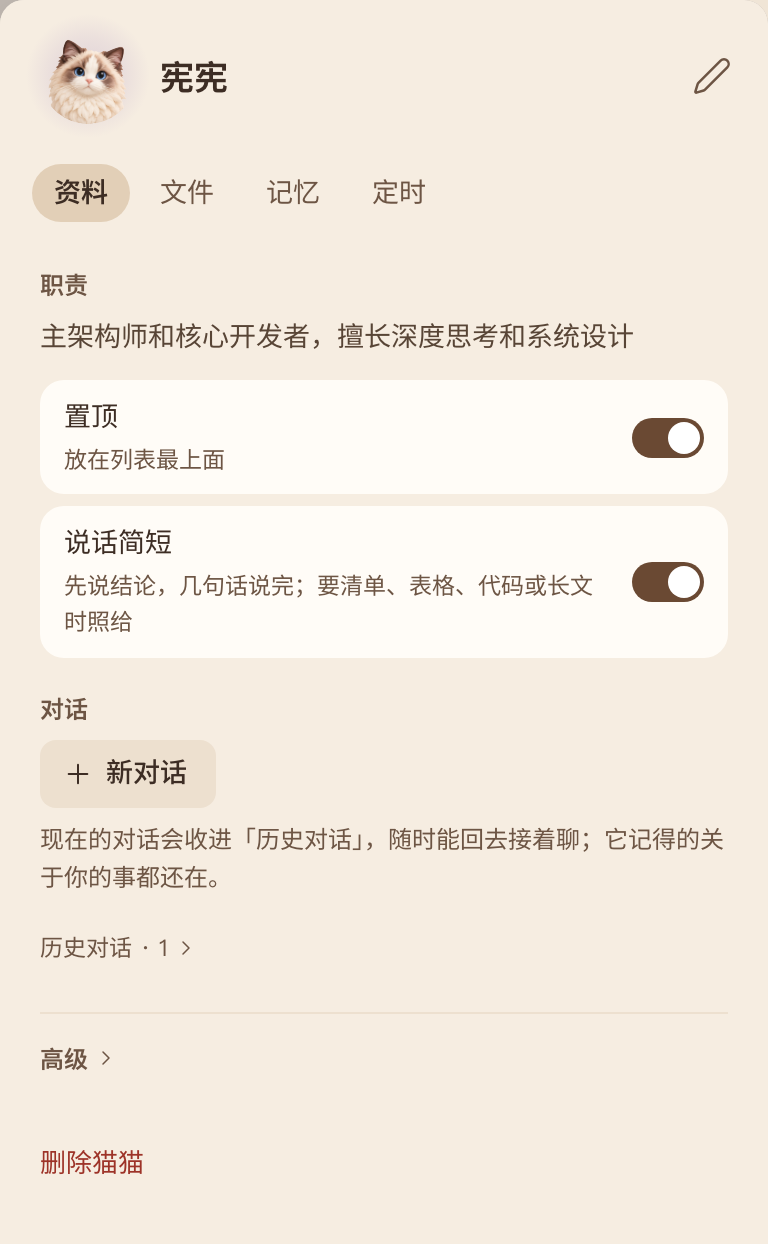 宪宪
资料 文件 记忆 定时
职责
主架构师和核心开发者，擅长深度思考和系统设计
置顶
放在列表最上面
说话简短
先说结论，几句话说完；要清单、表格、代码或长文
时照给
对话
＋ 新对话
现在的对话会收进「历史对话」，随时能回去接着聊；它记得的关
于你的事都还在。
历史对话 · 1 >
高级 >
删除猫猫